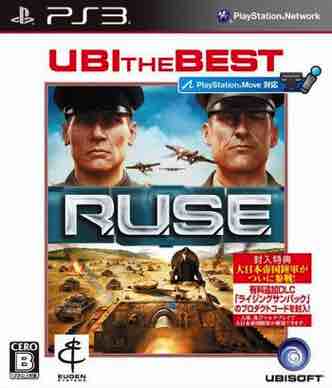 PS3
PlayStation®Network
UBI THE BEST
PlayStation®Move 対応
RUSE
封入特典
大日本帝国陸軍が
ついに参戦!
有料追加DLC
「ライジングサンパック」
のプロダクトコードを封入!
CERO
B
EUGEN
SYSTEMS
UBISOFT